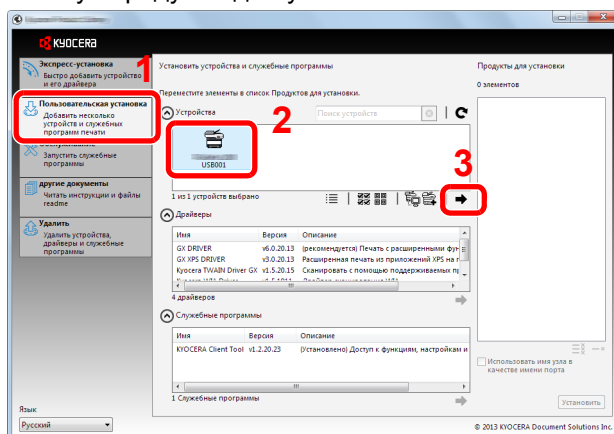 KYOCERA
1
Экспресс-установка
Быстро добавить устройство
и его драйвера
Пользовательская установка
Добавить несколько
устройств и служебных
программ печати
Обслуживание
Запустить служебные
программы
другие документы
Читать инструкции и файлы
readme
Удалить
Удалить устройства,
драйверы и служебные
программы
Язык
Русский
Установить устройства и служебные программы
Переместите элементы в список Продуктов для установки.
Устройства
Поиск устройств
2
USB001
3
1 из 1 устройств выбрано
Драйверы
Имя Версия Описание
GX DRIVER v6.0.20.13 (рекомендуется) Печать с расширенными фун
GX XPS DRIVER v3.0.20.13 Расширенная печать из приложений XPS на п
Kyocera TWAIN Driver GX v1.5.20.15 Сканировать с помощью поддерживаемых п
4 драйверов
Служебные программы
Имя Версия Описание
KYOCERA Client Tool v1.2.20.23 (Установлено) Доступ к функциям, настройкам и
1 Служебные программы
Продукты для установки
0 элементов
Использовать имя узла в
качестве имени порта
Установить
© 2013 KYOCERA Document Solutions Inc.